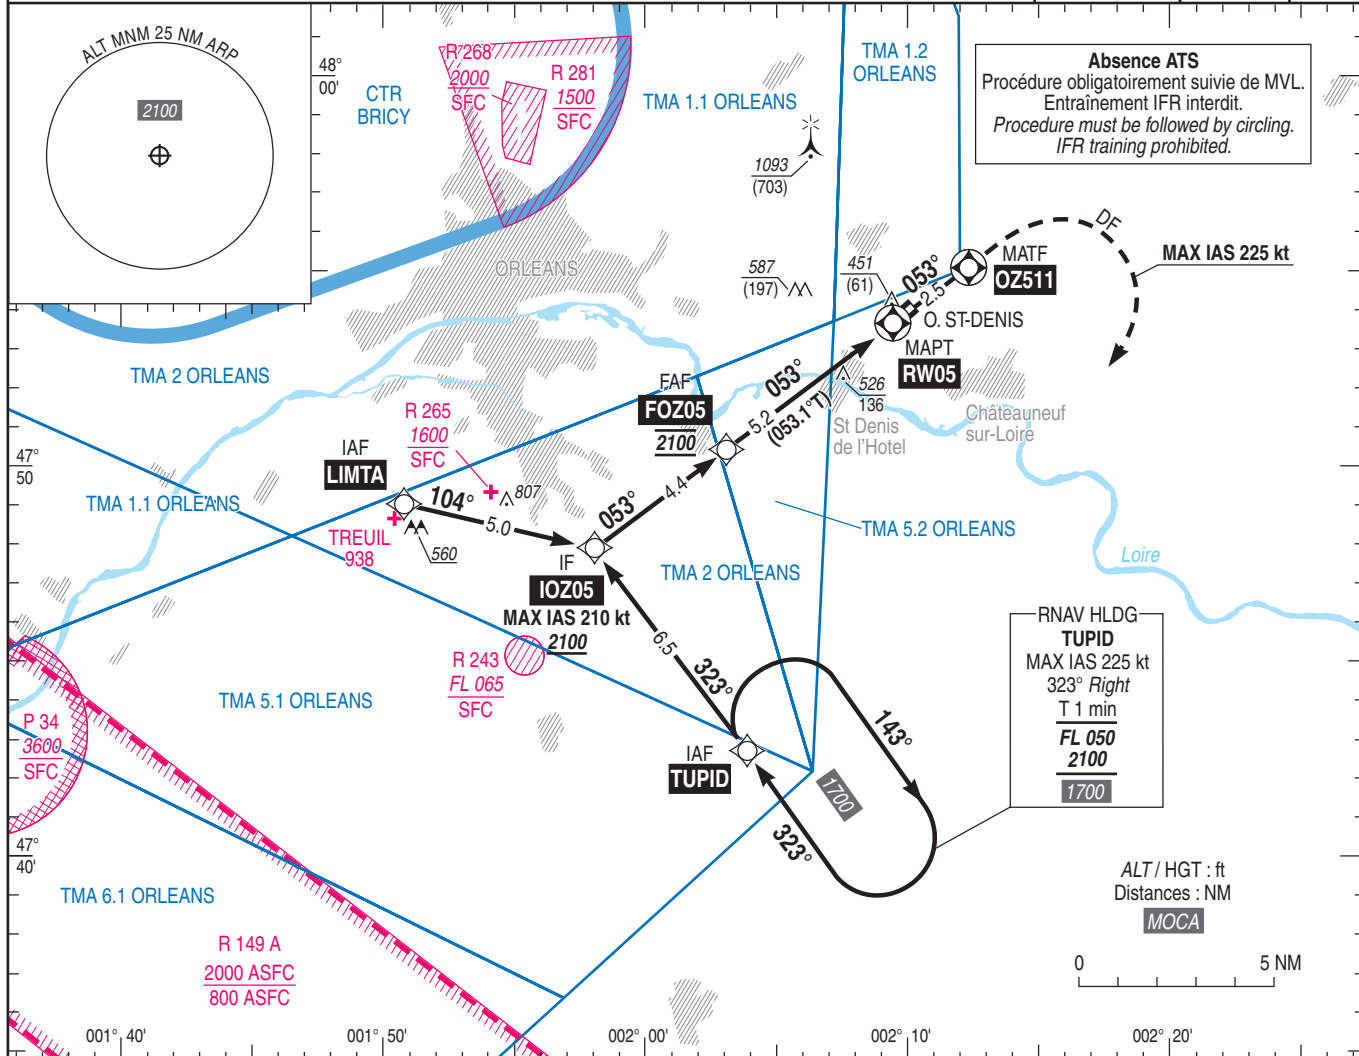 ALT MNM 25 NM ARP
2100
48°
00'
CTR
BRICY
R 268
2000
SFC
R 281
1500
SFC
TMA 1.1 ORLEANS
TMA 1.2
ORLEANS
Absence ATS
Procédure obligatoirement suivie de MVL.
Entraînement IFR interdit.
Procedure must be followed by circling.
IFR training prohibited.
1093
(703)
ORLEANS
587
(197)
451
(61)
053°
2.5
MATF
OZ511
DF
MAX IAS 225 kt
O. ST-DENIS
MAPT
RW05
TMA 2 ORLEANS
FAF
FOZ05
2100
053°
5.2
(053.1°T)
526
136
St Denis
de l'Hotel
Châteauneuf
sur-Loire
R 265
1600
SFC
47°
50
IAF
LIMTA
104°
5.0
807
TMA 1.1 ORLEANS
TREUIL
938
560
053°
4.4
TMA 5.2 ORLEANS
IF
IOZ05
MAX IAS 210 kt
2100
TMA 2 ORLEANS
Loire
6.5
R 243
FL 065
SFC
323°
143°
RNAV HLDG
TUPID
MAX IAS 225 kt
323° Right
T 1 min
FL 050
2100
1700
TMA 5.1 ORLEANS
P 34
3600
SFC
IAF
TUPID
1700
323°
47°
40'
TMA 6.1 ORLEANS
ALT / HGT : ft
Distances : NM
MOCA
R 149 A
2000 ASFC
800 ASFC
0
5 NM
001° 40'
001° 50'
002° 00'
002° 10'
002° 20'